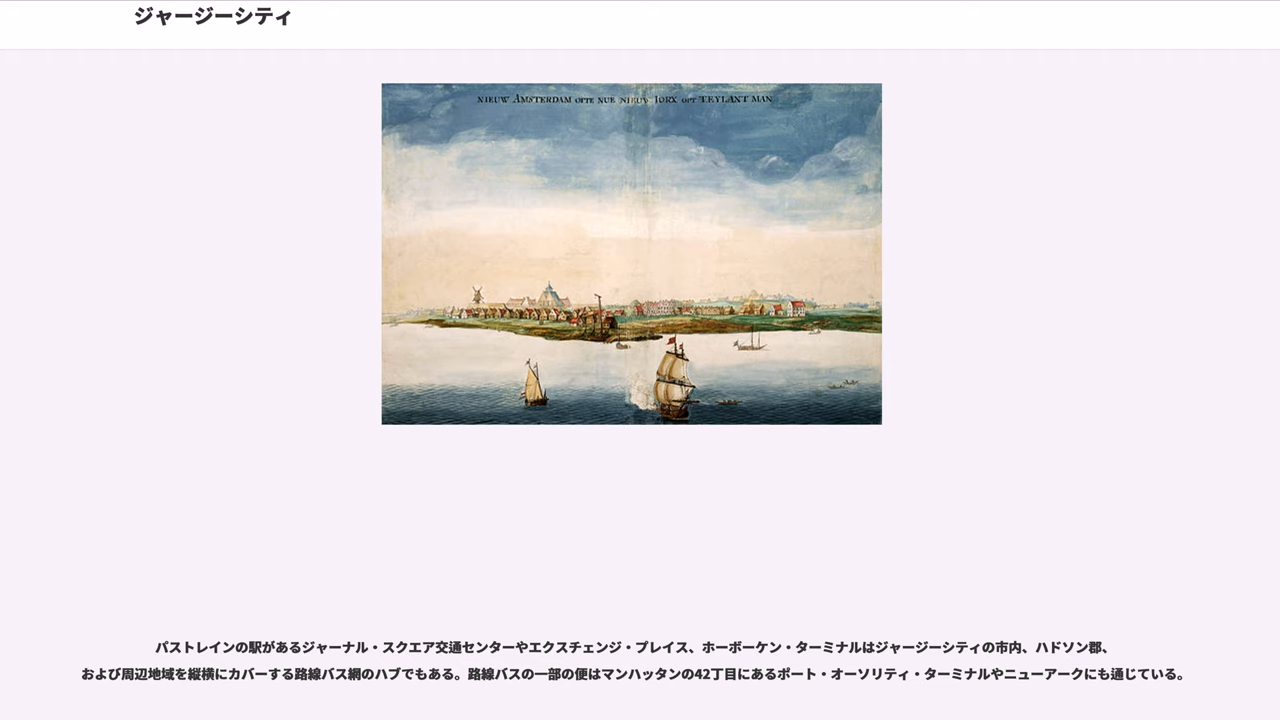 ジャージーシティ
NIEUW AMSTERDAM OFTE NUE NIEUW IORX OPT TEYLANT MAN
パストレインの駅があるジャーナル・スクエア交通センターやエクスチェンジ・プレイス、ホーボーケン・ターミナルはジャージーシティの市内、ハドソン郡、
および周辺地域を縦横にカバーする路線バス網のハブでもある。路線バスの一部の便はマンハッタンの42丁目にあるポート・オーソリティ・ターミナルやニューアークにも通じている。